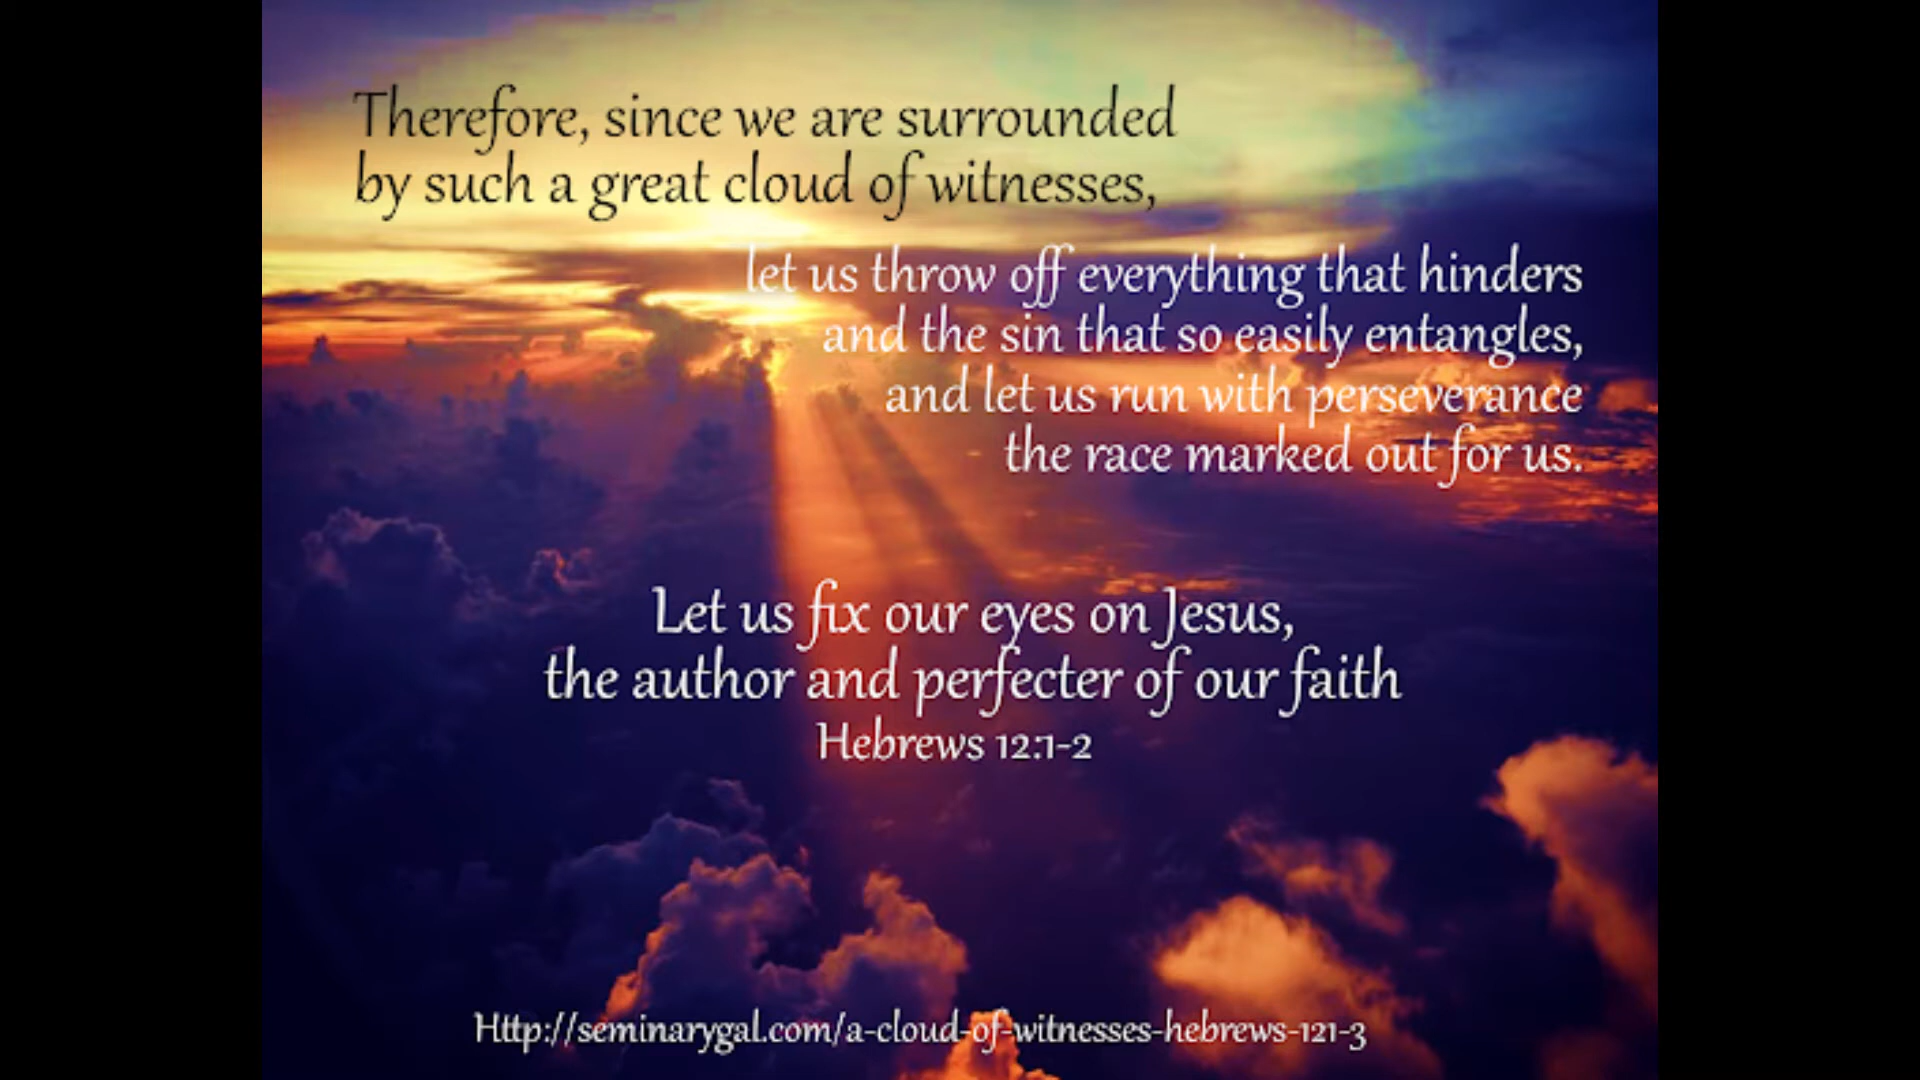 Therefore, since we are surrounded
by such a great cloud of witnesses,
let us throw off everything that hinders
and the sin that so easily entangles,
and let us run with perseverance
the race marked out for us.
Let us fix our eyes on Jesus,
the author and perfecter of our faith
Hebrews 12:1-2
Http://seminarygal.com/a-cloud-of-witnesses-hebrews-121-3